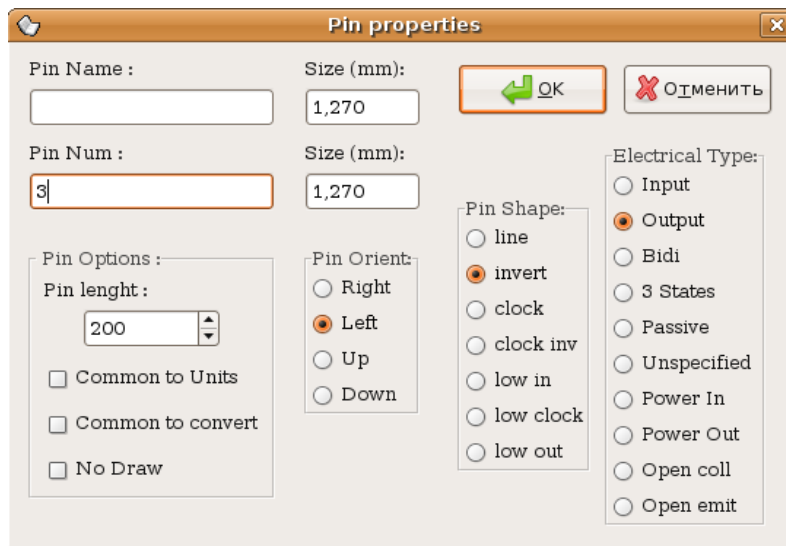 Pin properties
Pin Name :
Size (mm):
1,270
OK
Отменить
Pin Num :
3
Size (mm):
1,270
Pin Options :
Pin lenght :
200
Common to Units
Common to convert
No Draw
Pin Orient:
Right
Left
Up
Down
Pin Shape:
line
invert
clock
clock inv
low in
low clock
low out
Electrical Type:
Input
Output
Bidi
3 States
Passive
Unspecified
Power In
Power Out
Open coll
Open emit